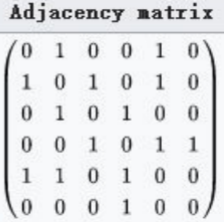 Adjacency matrix
0 1 0 0 1 0
1 0 1 0 1 0
0 1 0 1 0 0
0 0 1 0 1 1
1 1 0 1 0 0
0 0 0 1 0 0